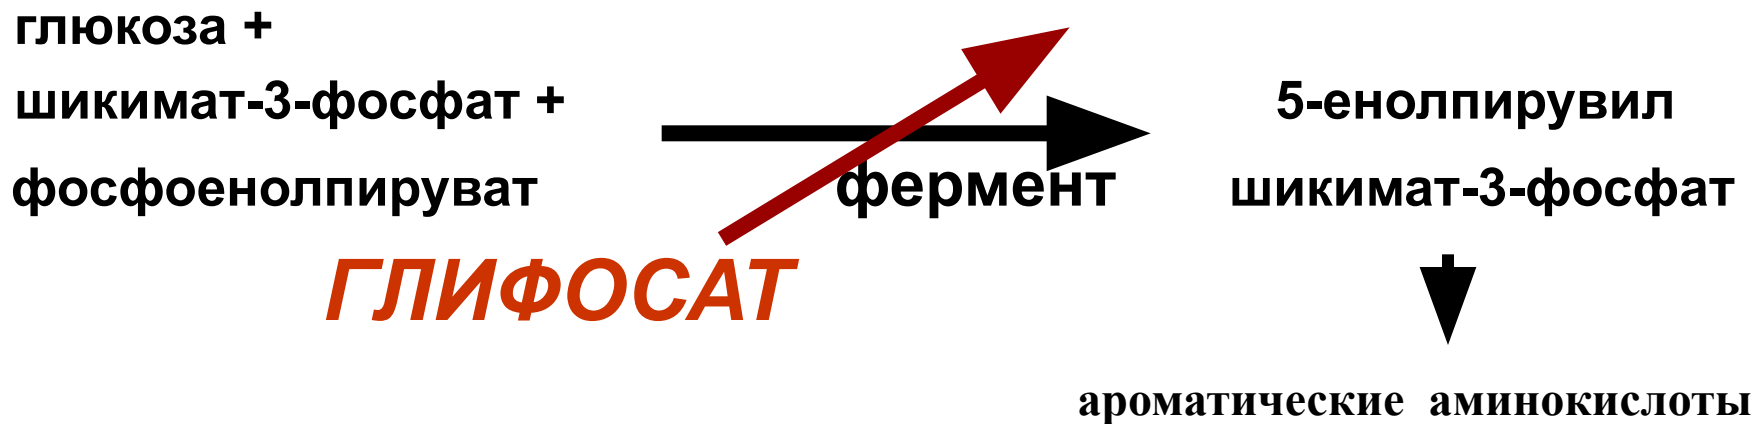 глюкоза +
шикимат-3-фосфат +
фосфоенолпируват
фермент
5-енолпирувил
шикимат-3-фосфат
ГЛИФОСАТ
ароматические аминокислоты